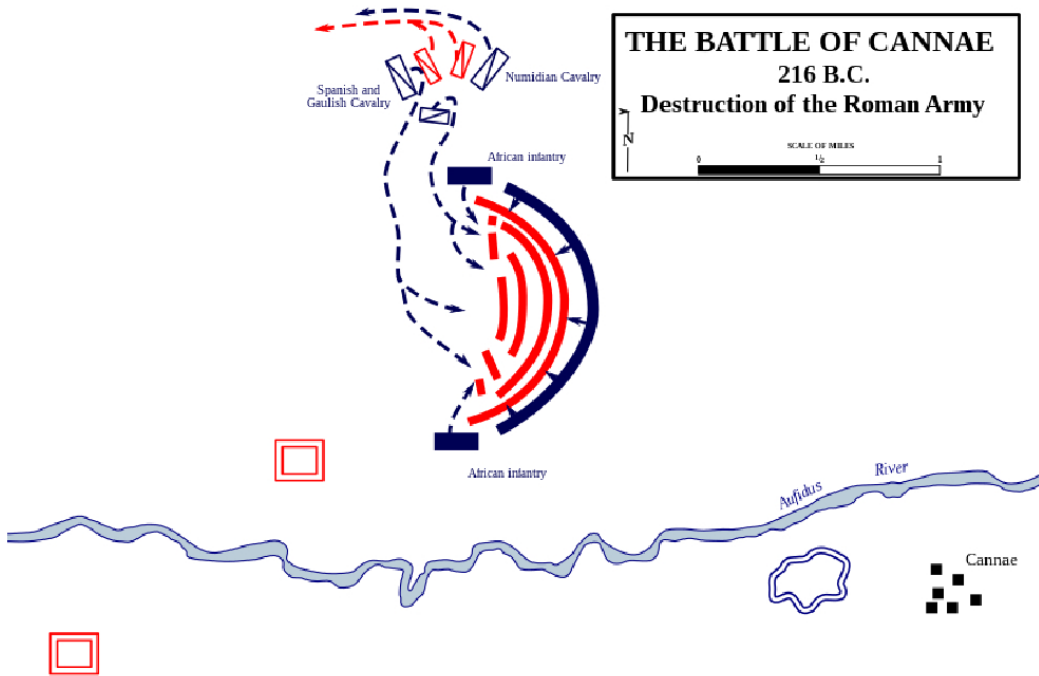 THE BATTLE OF CANNAE
216 B.C.
Destruction of the Roman Army
N
SCALE OF MILES
0 1/2 1
Spanish and
Gaulish Cavalry
Numidian Cavalry
African infantry
African infantry
Aufidus River
Cannae